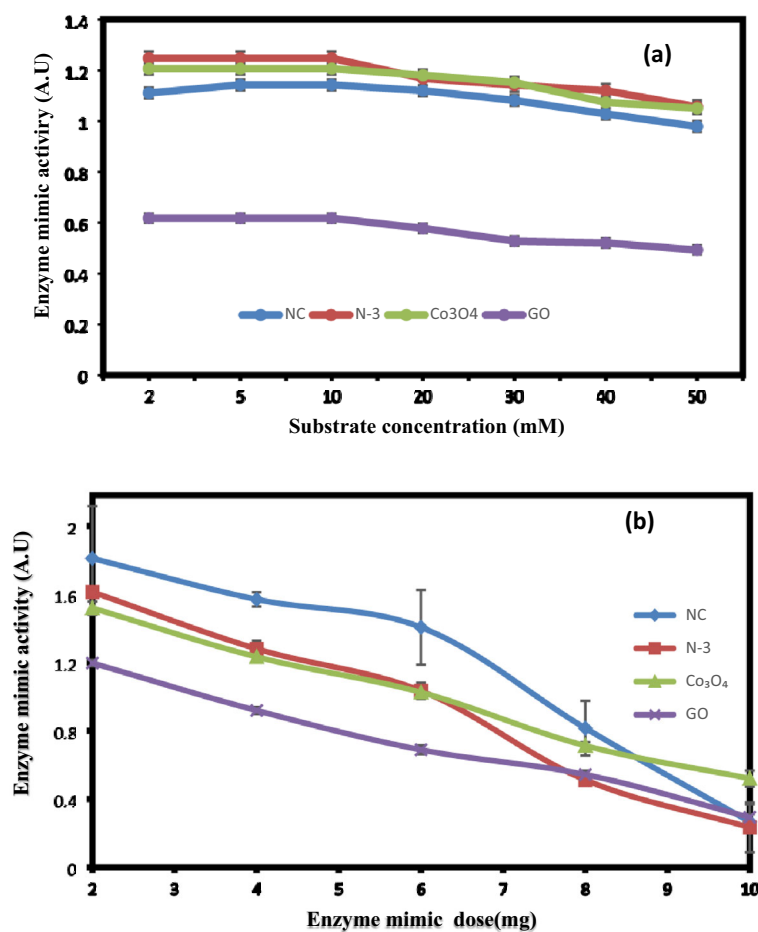 1.4
(a)
1.2
1
0.8
0.6
0.4
0.2
0
Enzyme mimic activiry (A.U)
NC N-3 Co3O4 GO
2 5 10 20 30 40 50
Substrate concentration (mM)
(b)
2
1.6
1.2
0.8
0.4
0
Enzyme mimic activity (A.U)
NC
N-3
Co₃O₄
GO
2 3 4 5 6 7 8 9 10
Enzyme mimic dose(mg)